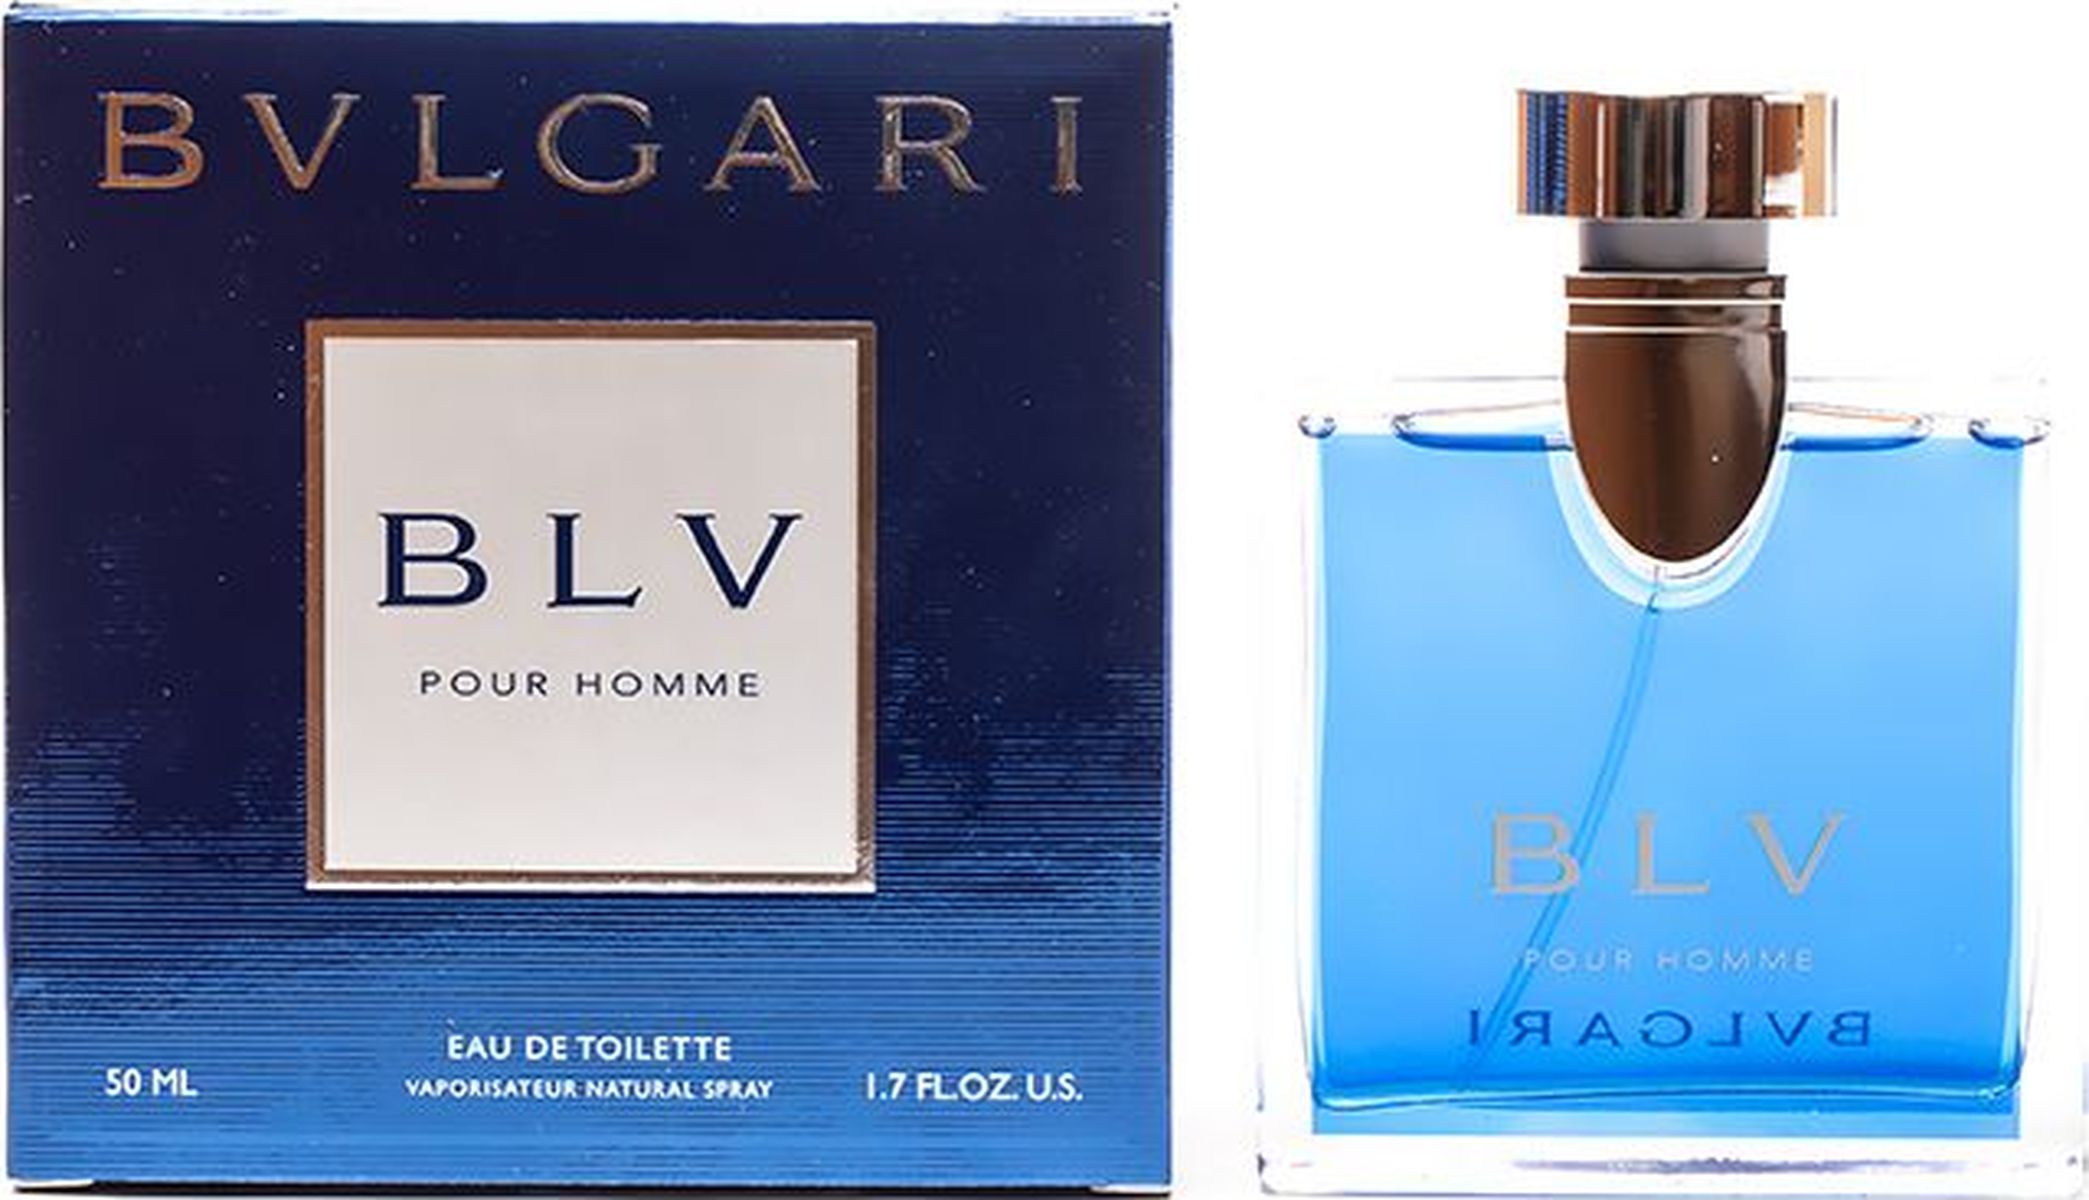 BVLGARI
BLV
POUR HOMME
EAU DE TOILETTE
50 ML VAPORISATEUR NATURAL SPRAY 1.7 FL.OZ. U.S.
BLV
POUR HOMME
BVLGARI